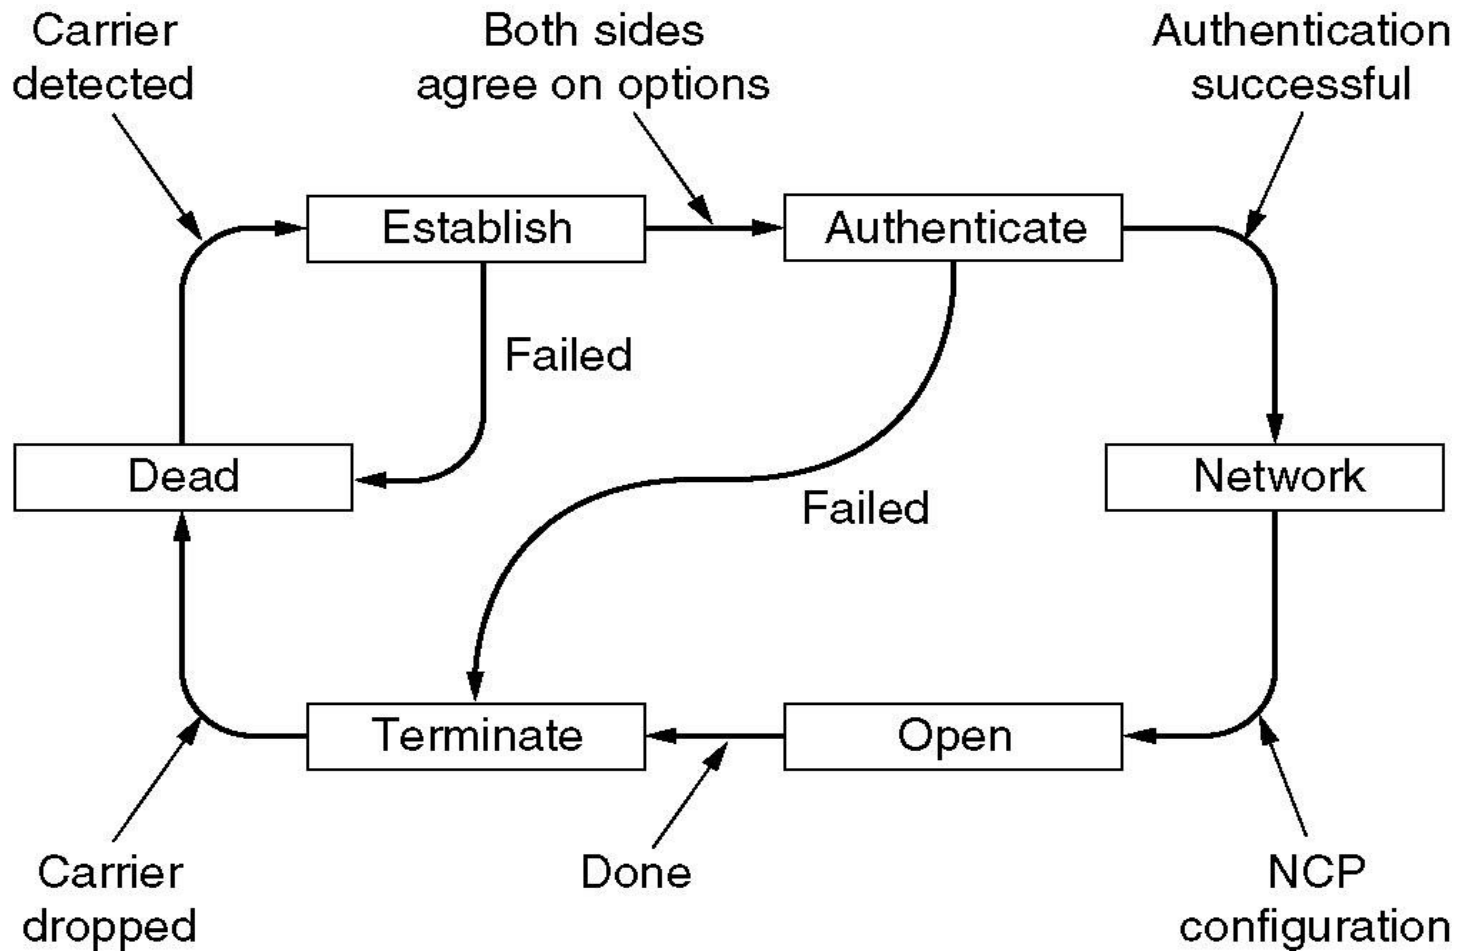 Carrier
detected
Both sides
agree on options
Authentication
successful
Establish
Authenticate
Failed
Dead
Network
Failed
Terminate
Open
Carrier
dropped
Done
NCP
configuration